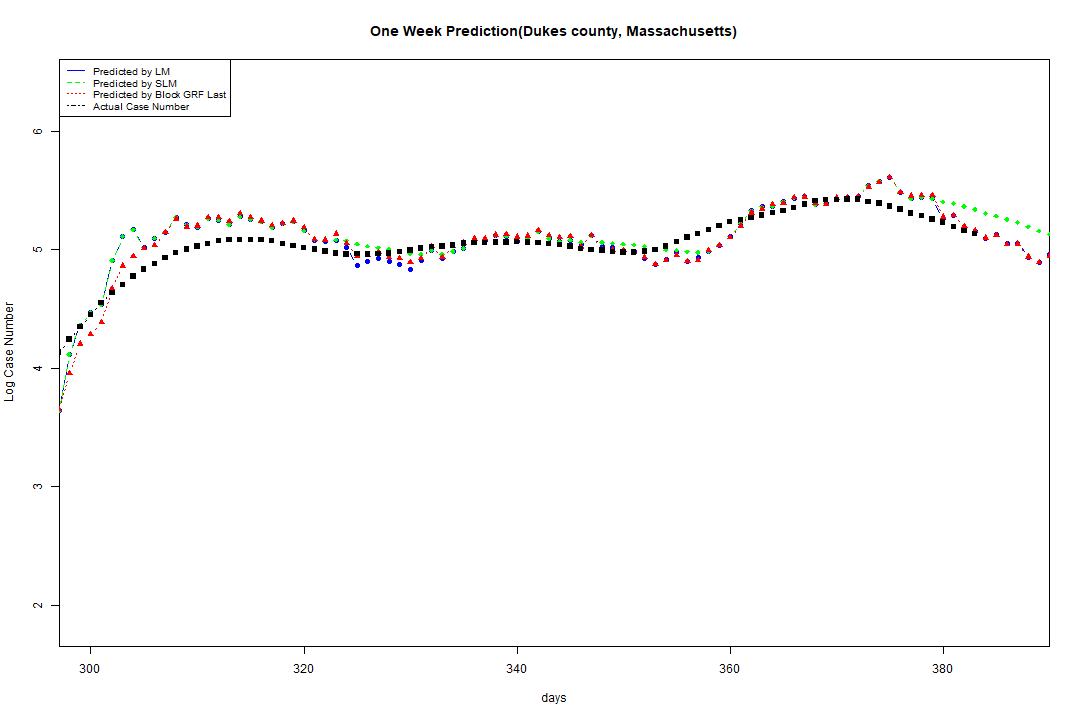 One Week Prediction(Dukes county, Massachusetts)
Predicted by LM
Predicted by SLM
Predicted by Block GRF Last
Actual Case Number
6
5
4
3
2
Log Case Number
300
320
340
360
380
days